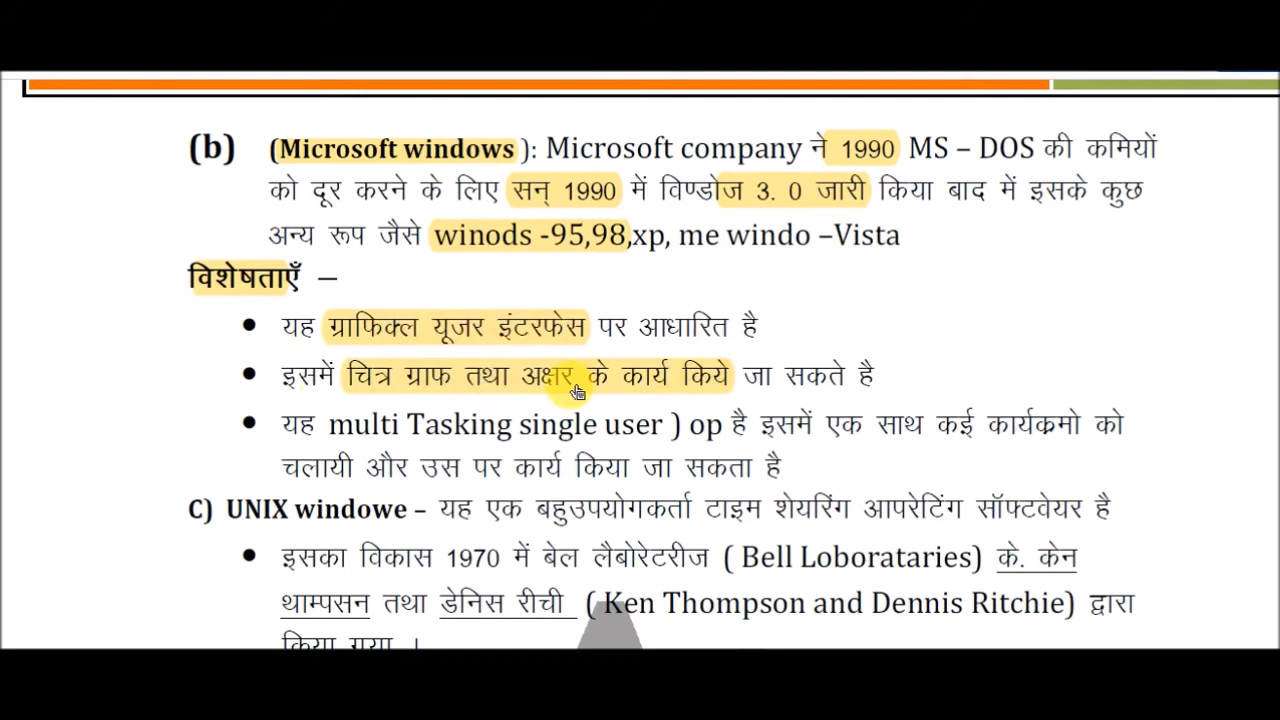 (b) (Microsoft windows): Microsoft company ने 1990 MS – DOS की कमियों
को दूर करने के लिए सन् 1990 में विण्डोज 3. 0 जारी किया बाद में इसके कुछ
अन्य रूप जैसे winods -95,98,xp, me windo –Vista
विशेषताएँ –
• यह ग्राफिक्ल यूजर इंटरफेस पर आधारित है
• इसमें चित्र ग्राफ तथा अक्षर के कार्य किये जा सकते है
• यह multi Tasking single user ) op है इसमें एक साथ कई कार्यक्रमो को
चलायी और उस पर कार्य किया जा सकता है
C) UNIX windowe – यह एक बहुउपयोगकर्ता टाइम शेयरिंग आपरेटिंग सॉफ्टवेयर है
• इसका विकास 1970 में बेल लैबोरेटरीज ( Bell Loborataries) के. केन
थाम्पसन तथा डेनिस रीची ( Ken Thompson and Dennis Ritchie) द्वारा
किया गया ।